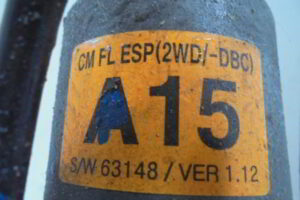 CM FL ESP(2WD/-DBC)
A15
S/W 63148 / VER 1.12